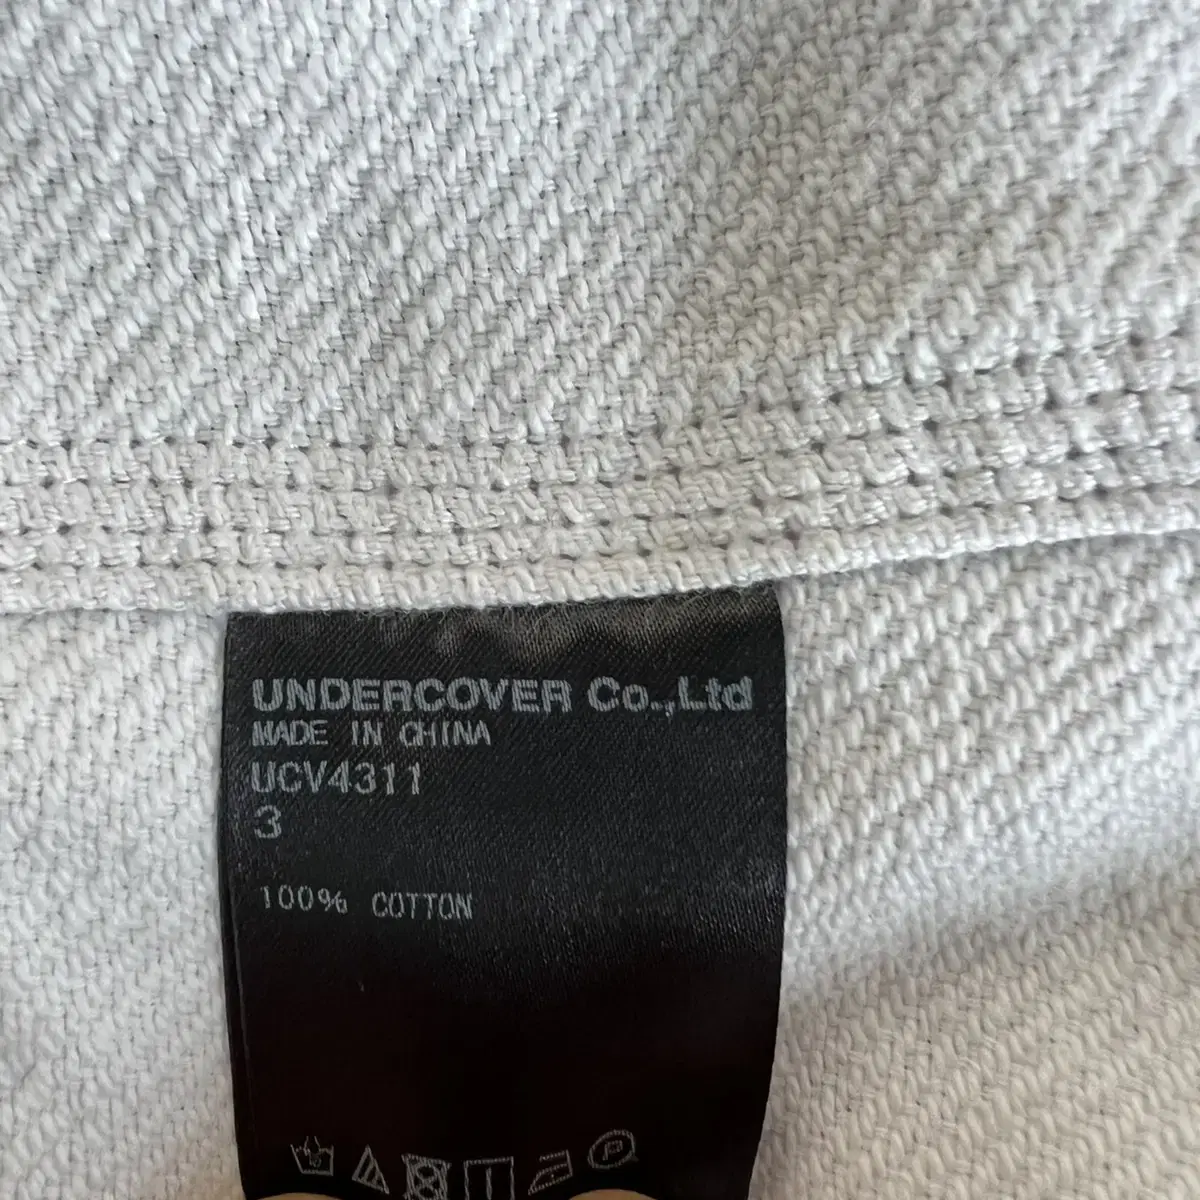 UNDERCOVER Co.,Ltd
MADE IN CHINA
UCV4311
3
100% COTTON
P